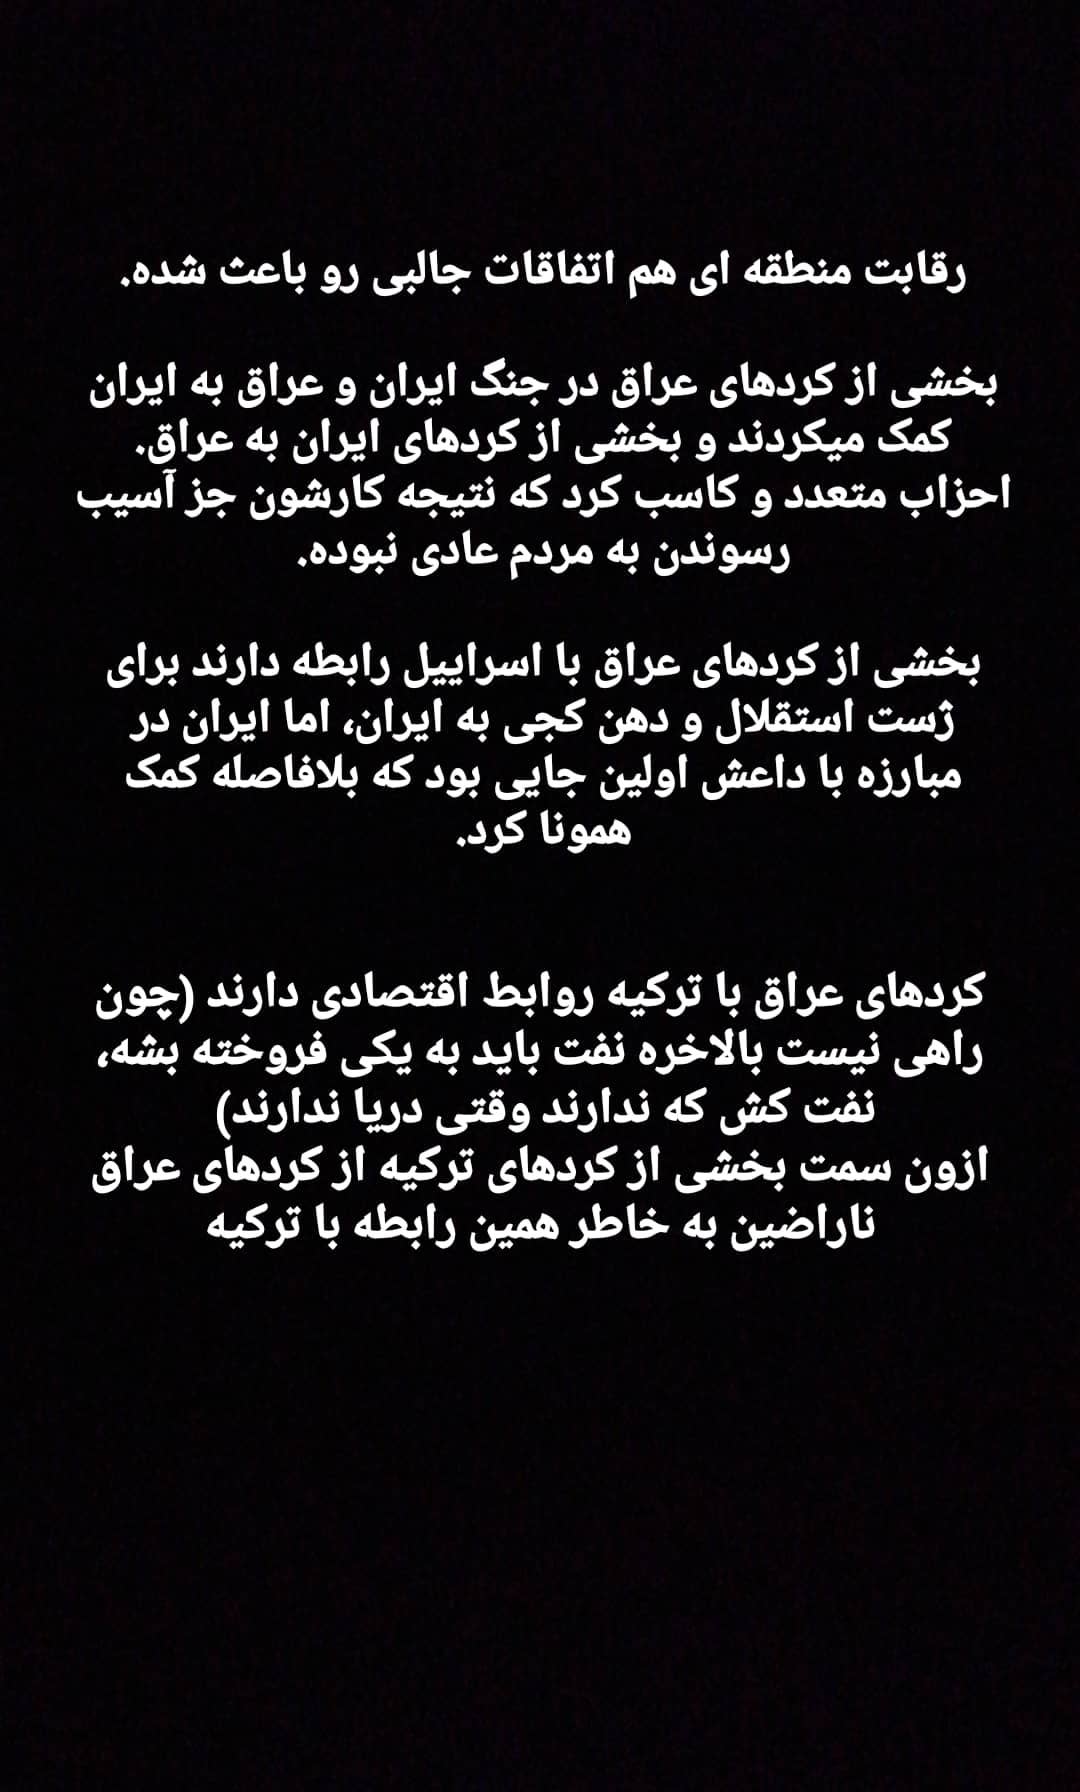 رقابت منطقه ای هم اتفاقات جالبی رو باعث شده.
بخشی از کردهای عراق در جنگ ایران و عراق به ایران
کمک میکردند و بخشی از کردهای ایران به عراق.
احزاب متعدد و کاسب کرد که نتیجه کارشون جز آسیب
رسوندن به مردم عادی نبوده.
بخشی از کردهای عراق با اسراییل رابطه دارند برای
ژست استقلال و دهن کجی به ایران، اما ایران در
مبارزه با داعش اولین جایی بود که بلافاصله کمک
همونا کرد.
کردهای عراق با ترکیه روابط اقتصادی دارند (چون
راهی نیست بالاخره نفت باید به یکی فروخته بشه،
نفت کش که ندارند وقتی دریا ندارند)
ازون سمت بخشی از کردهای ترکیه از کردهای عراق
ناراضین به خاطر همین رابطه با ترکیه